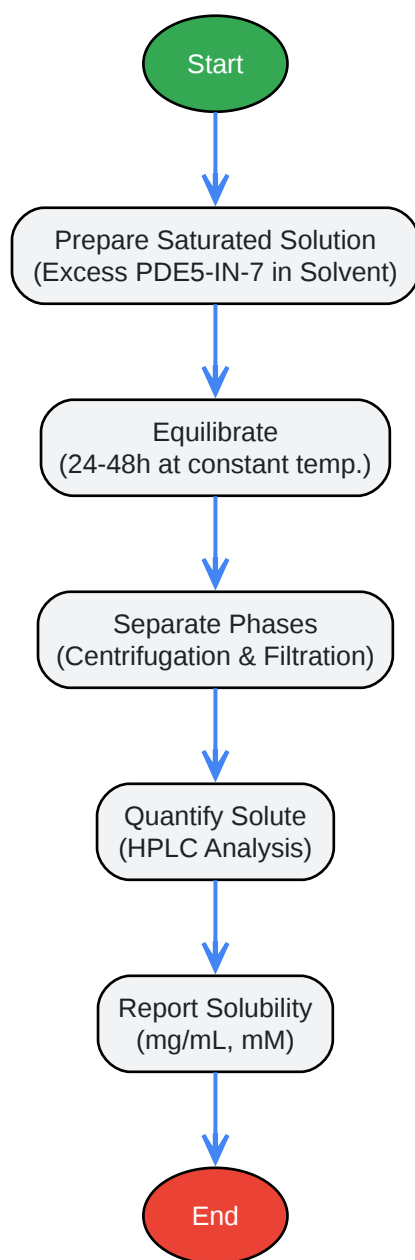 Start
Prepare Saturated Solution
(Excess PDE5-IN-7 in Solvent)
Equilibrate
(24-48h at constant temp.)
Separate Phases
(Centrifugation & Filtration)
Quantify Solute
(HPLC Analysis)
Report Solubility
(mg/mL, mM)
End